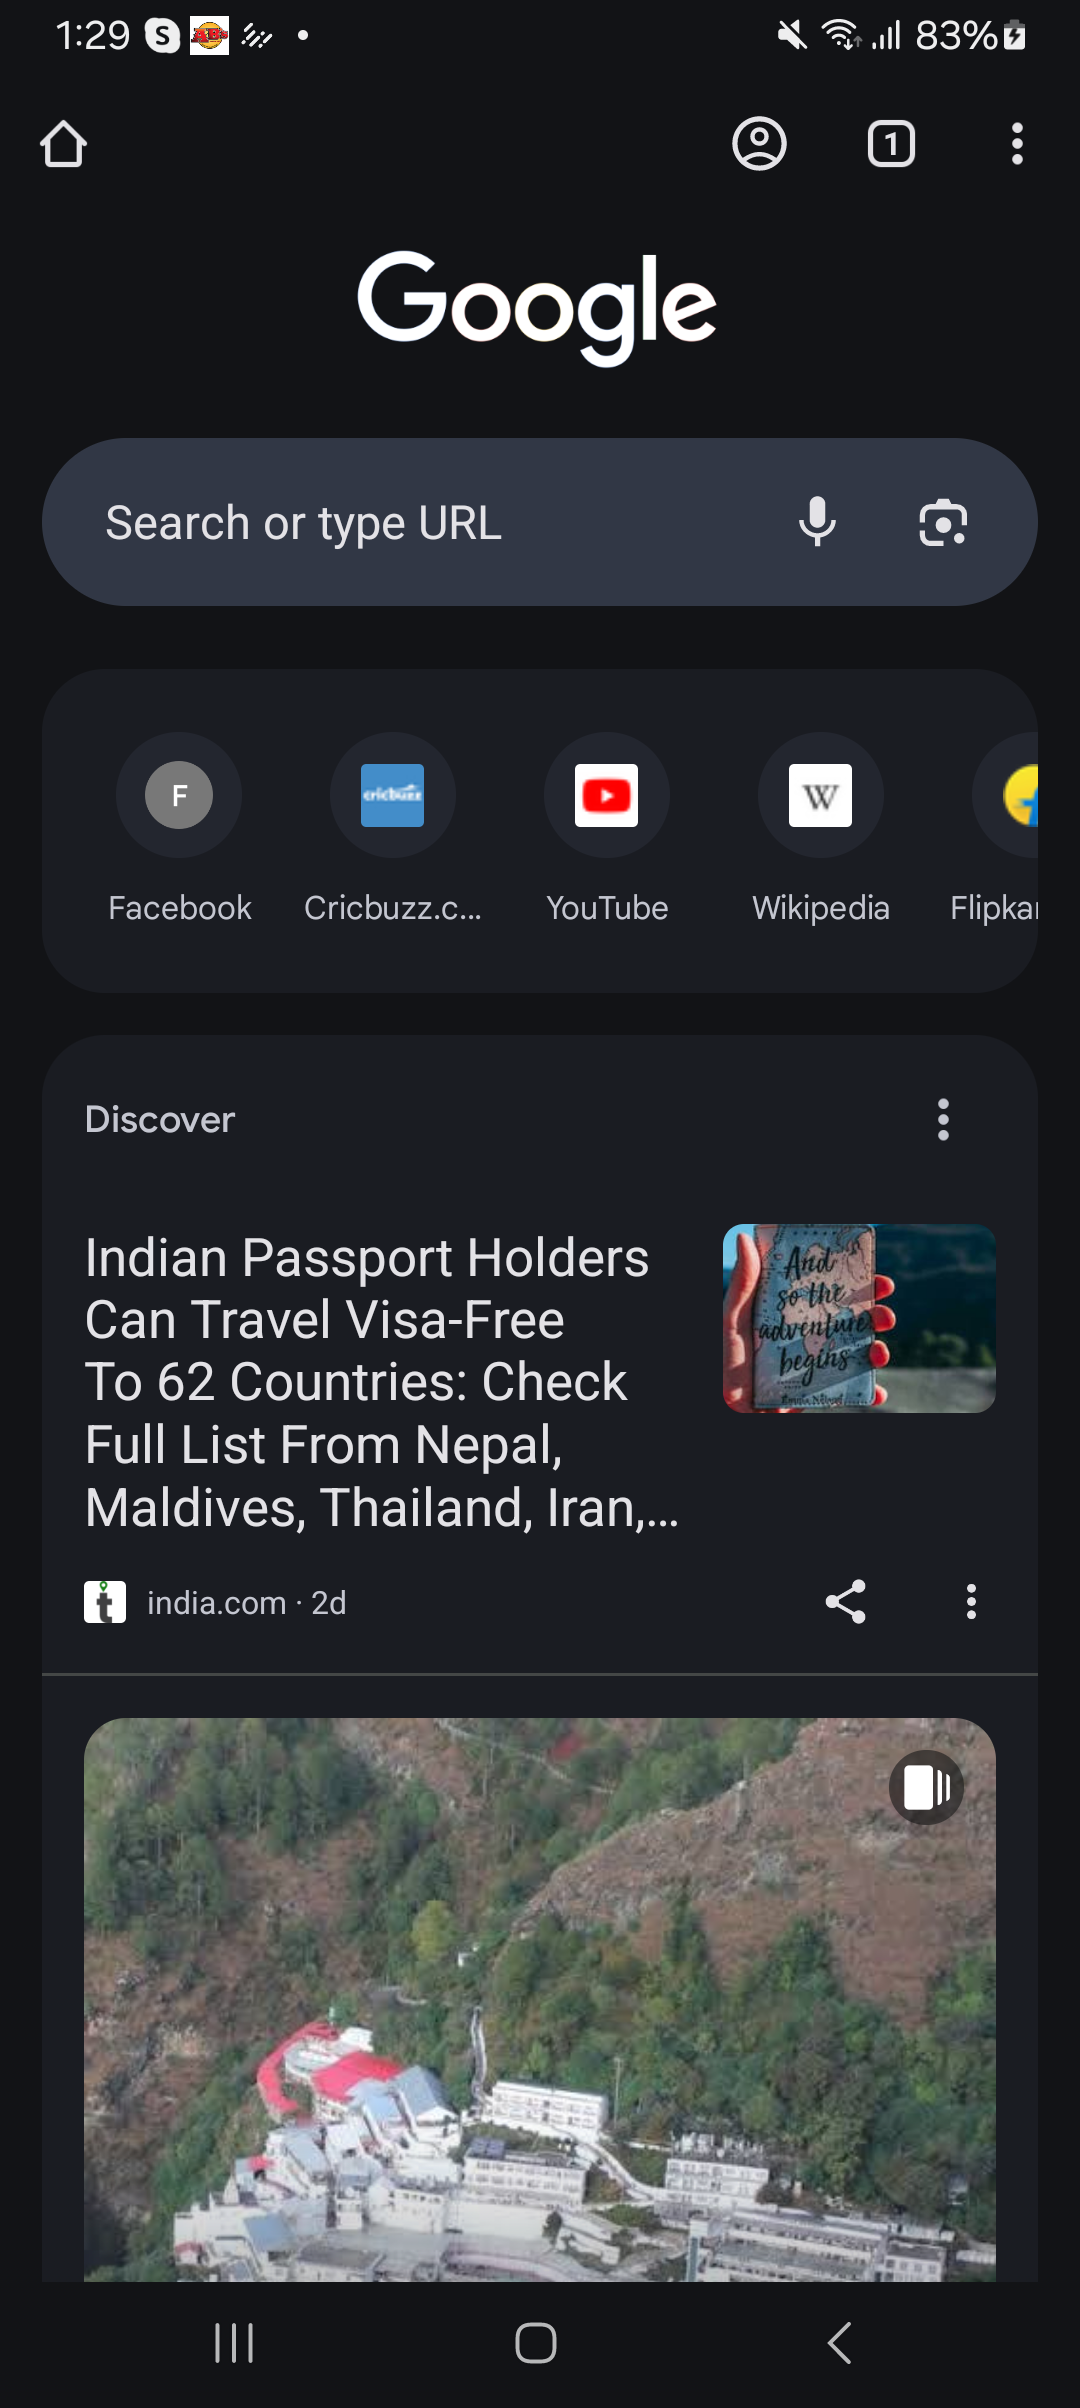 1:29
83%
1
Google
Search or type URL
F
cricbuzz
W
Facebook
Cricbuzz.c...
YouTube
Wikipedia
Flipkar
Discover
Indian Passport Holders
Can Travel Visa-Free
To 62 Countries: Check
Full List From Nepal,
Maldives, Thailand, Iran,...
And
so the
adventure
begins
india.com · 2d